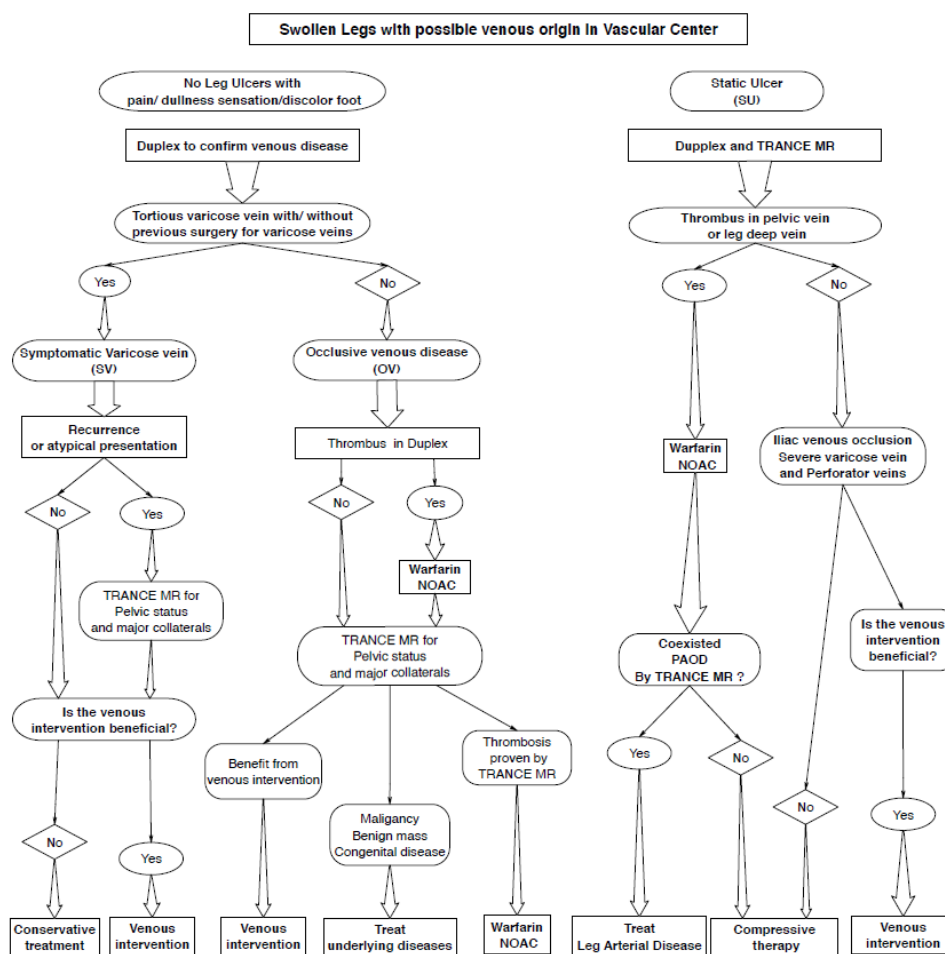 Swollen Legs with possible venous origin in Vascular Center
No Leg Ulcers with
pain/ dullness sensation/discolor foot
Static Ulcer
(SU)
Duplex to confirm venous disease
Dupplex and TRANCE MR
Tortious varicose vein with/ without
previous surgery for varicose veins
Thrombus in pelvic vein
or leg deep vein
Yes
No
Yes
No
Symptomatic Varicose vein
(SV)
Occlusive venous disease
(OV)
Recurrence
or atypical presentation
Thrombus in Duplex
Warfarin
NOAC
Iliac venous occlusion
Severe varicose vein
and Perforator veins
No
Yes
No
Yes
Warfarin
NOAC
TRANCE MR for
Pelvic status
and major collaterals
TRANCE MR for
Pelvic status
and major collaterals
Coexisted
PAOD
By TRANCE MR ?
Is the venous
intervention
beneficial?
Is the venous
intervention beneficial?
Benefit from
venous intervention
Thrombosis
proven by
TRANCE MR
Yes
No
Maligancy
Benign mass
Congenital disease
No
Yes
No
Yes
Conservative
treatment
Venous
intervention
Venous intervention
Treat
underlying diseases
Warfarin
NOAC
Treat
Leg Arterial Disease
Compressive
therapy
Venous
intervention